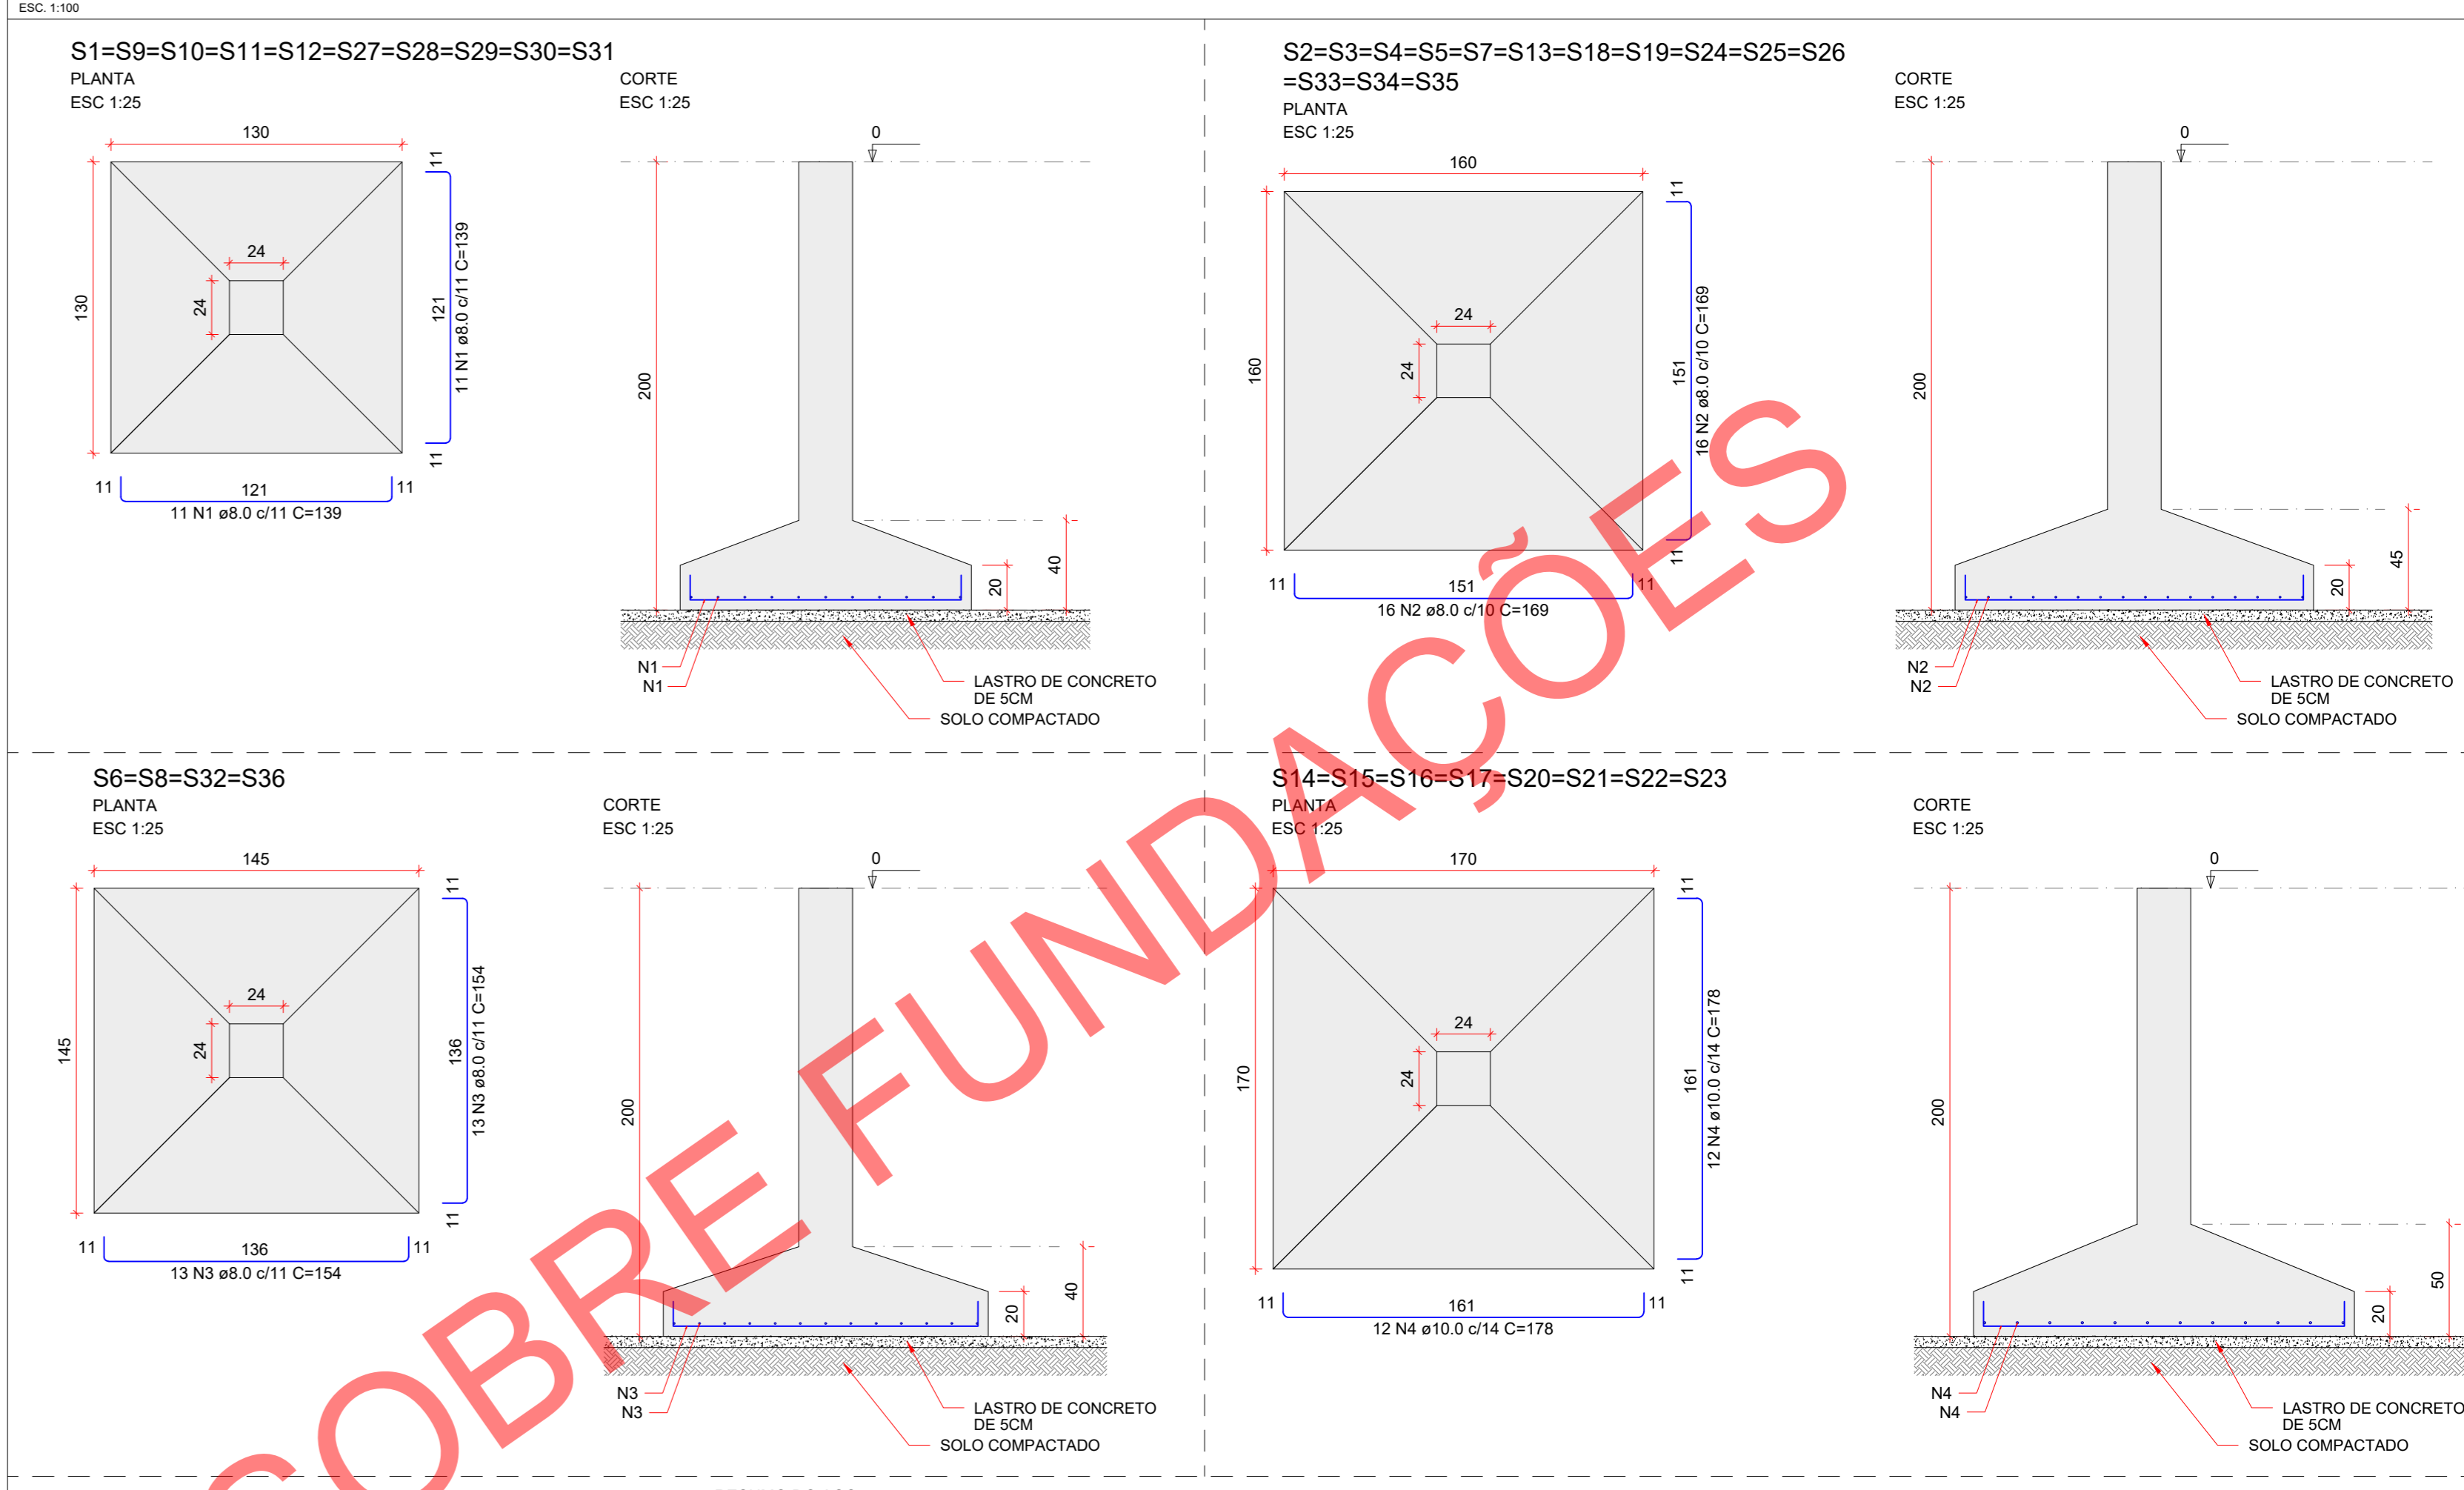 ESC. 1:100
S1=S9=S10=S11=S12=S27=S28=S29=S30=S31
PLANTA
ESC 1:25
CORTE
ESC 1:25
130
130
24
24
11
121
11
11 N1 ø8.0 c/11 C=139
11
121
11
11 N1 ø8.0 c/11 C=139
0
200
40
20
N1
N1
LASTRO DE CONCRETO
DE 5CM
SOLO COMPACTADO
S2=S3=S4=S5=S7=S13=S18=S19=S24=S25=S26
=S33=S34=S35
PLANTA
ESC 1:25
CORTE
ESC 1:25
160
160
24
24
11
151
11
16 N2 ø8.0 c/10 C=169
11
151
11
16 N2 ø8.0 c/10 C=169
0
200
45
20
N2
N2
LASTRO DE CONCRETO
DE 5CM
SOLO COMPACTADO
S6=S8=S32=S36
PLANTA
ESC 1:25
CORTE
ESC 1:25
145
145
24
24
11
136
11
13 N3 ø8.0 c/11 C=154
11
136
11
13 N3 ø8.0 c/11 C=154
0
200
40
20
N3
N3
LASTRO DE CONCRETO
DE 5CM
SOLO COMPACTADO
S14=S15=S16=S17=S20=S21=S22=S23
PLANTA
ESC 1:25
CORTE
ESC 1:25
170
170
24
24
11
161
11
12 N4 ø10.0 c/14 C=178
11
161
11
12 N4 ø10.0 c/14 C=178
0
200
50
20
N4
N4
LASTRO DE CONCRETO
DE 5CM
SOLO COMPACTADO
OBRE FUNDAÇÕES